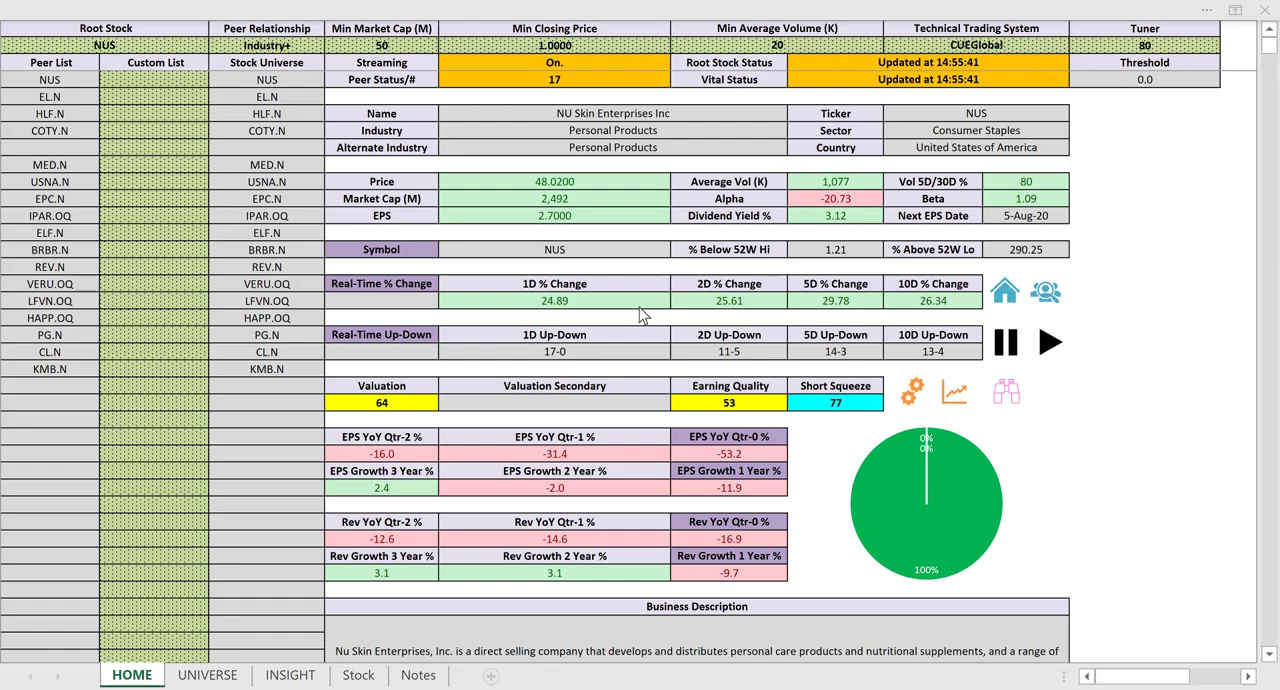 Root Stock Peer Relationship Min Market Cap (M) Min Closing Price Min Average Volume (K) Technical Trading System Tuner
NUS Industry+ 50 1.0000 20 CUEGlobal 80
Peer List Custom List Stock Universe Streaming On. Root Stock Status Updated at 14:55:41 Threshold
NUS NUS Peer Status/# 17 Vital Status Updated at 14:55:41 0.0
EL.N EL.N
HLF.N HLF.N Name NU Skin Enterprises Inc Ticker NUS
COTY.N COTY.N Industry Personal Products Sector Consumer Staples
Alternate Industry Personal Products Country United States of America
MED.N MED.N
USNA.N USNA.N Price 48.0200 Average Vol (K) 1,077 Vol 5D/30D % 80
EPC.N EPC.N Market Cap (M) 2,492 Alpha -20.73 Beta 1.09
IPAR.OQ IPAR.OQ EPS 2.7000 Dividend Yield % 3.12 Next EPS Date 5-Aug-20
ELF.N ELF.N
BRBR.N BRBR.N Symbol NUS % Below 52W Hi 1.21 % Above 52W Lo 290.25
REV.N REV.N
VERU.OQ VERU.OQ Real-Time % Change 1D % Change 2D % Change 5D % Change 10D % Change
LFVN.OQ LFVN.OQ 24.89 25.61 29.78 26.34
HAPP.OQ HAPP.OQ
PG.N PG.N Real-Time Up-Down 1D Up-Down 2D Up-Down 5D Up-Down 10D Up-Down
CL.N CL.N 17-0 11-5 14-3 13-4
KMB.N KMB.N
Valuation Valuation Secondary Earning Quality Short Squeeze
64 53 77
EPS YoY Qtr-2 % EPS YoY Qtr-1 % EPS YoY Qtr-0 % 0%
-16.0 -31.4 -53.2 0%
EPS Growth 3 Year % EPS Growth 2 Year % EPS Growth 1 Year %
2.4 -2.0 -11.9
Rev YoY Qtr-2 % Rev YoY Qtr-1 % Rev YoY Qtr-0 %
-12.6 -14.6 -16.9
Rev Growth 3 Year % Rev Growth 2 Year % Rev Growth 1 Year %
3.1 3.1 -9.7 100%
Business Description
Nu Skin Enterprises, Inc. is a direct selling company that develops and distributes personal care products and nutritional supplements, and a range of
HOME UNIVERSE INSIGHT Stock Notes